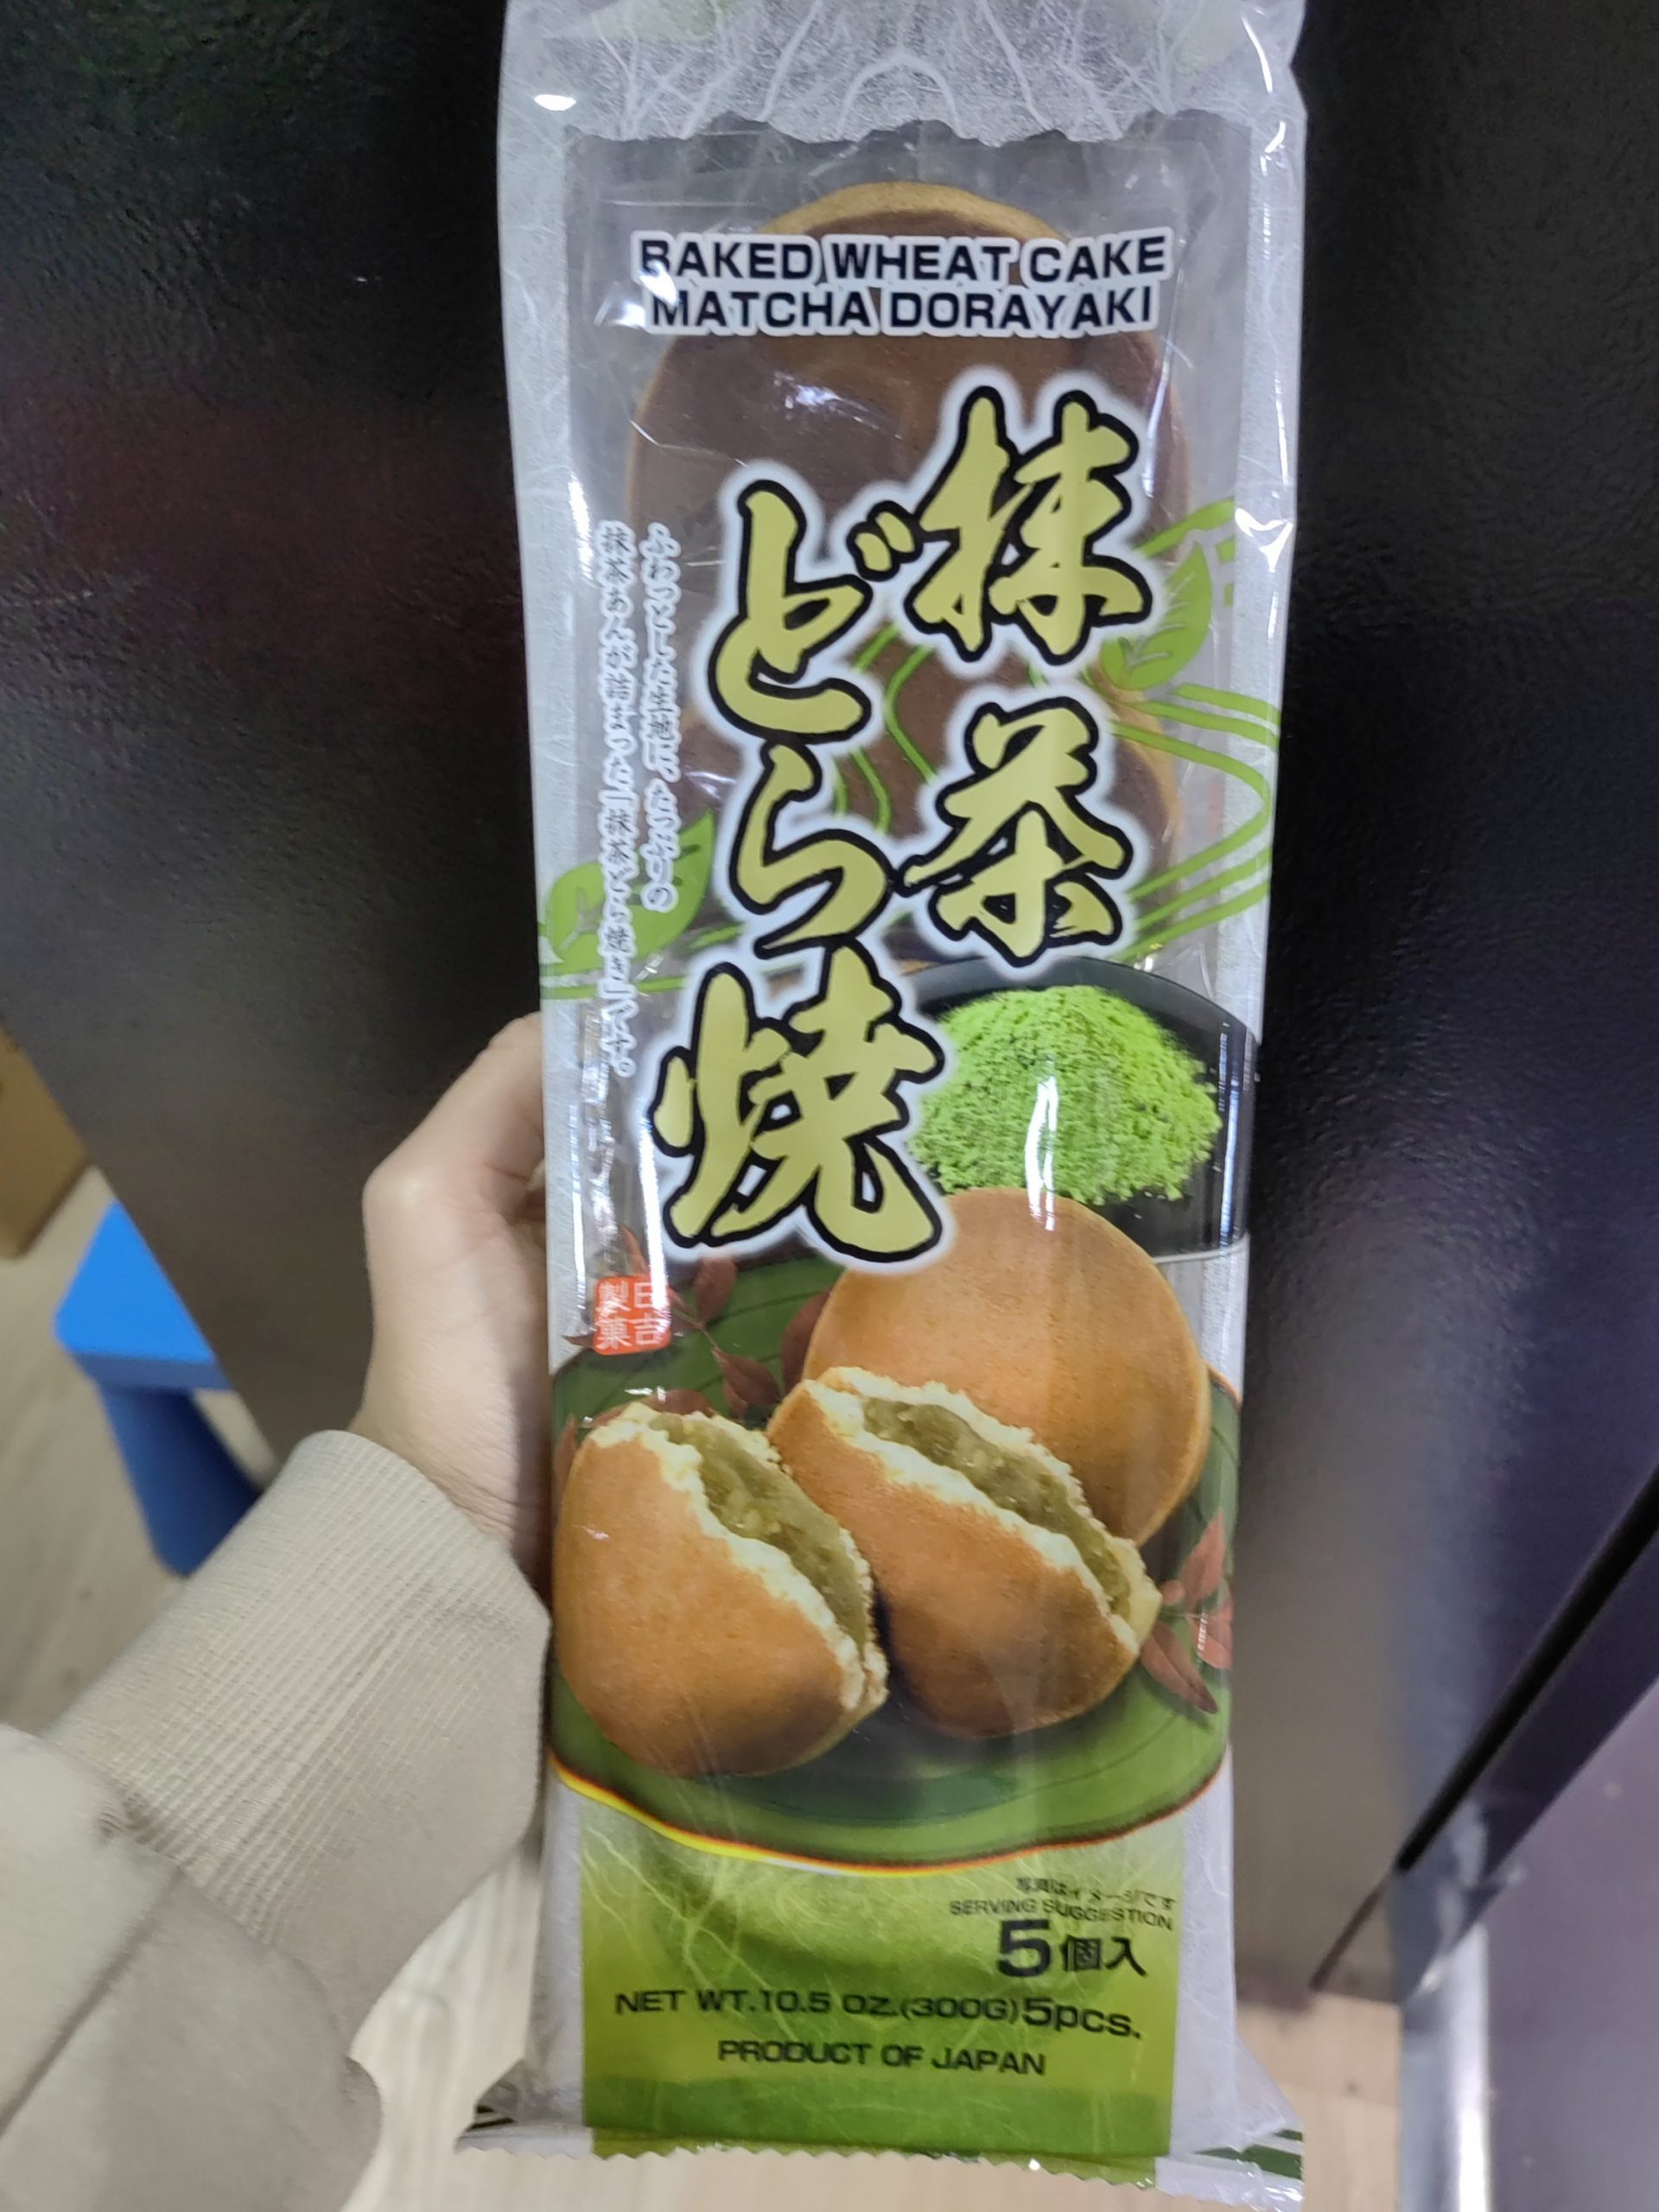 BAKED WHEAT CAKE
MATCHA DORAYAKI
抹茶
どら焼
ふわっとした生地に、たっぷりの
抹茶あんが詰まった「抹茶どら焼き」です。
日吉
製菓
写真はイメージです
SERVING SUGGESTION
5個入
NET WT.10.5 OZ.(300G)5pcs.
PRODUCT OF JAPAN